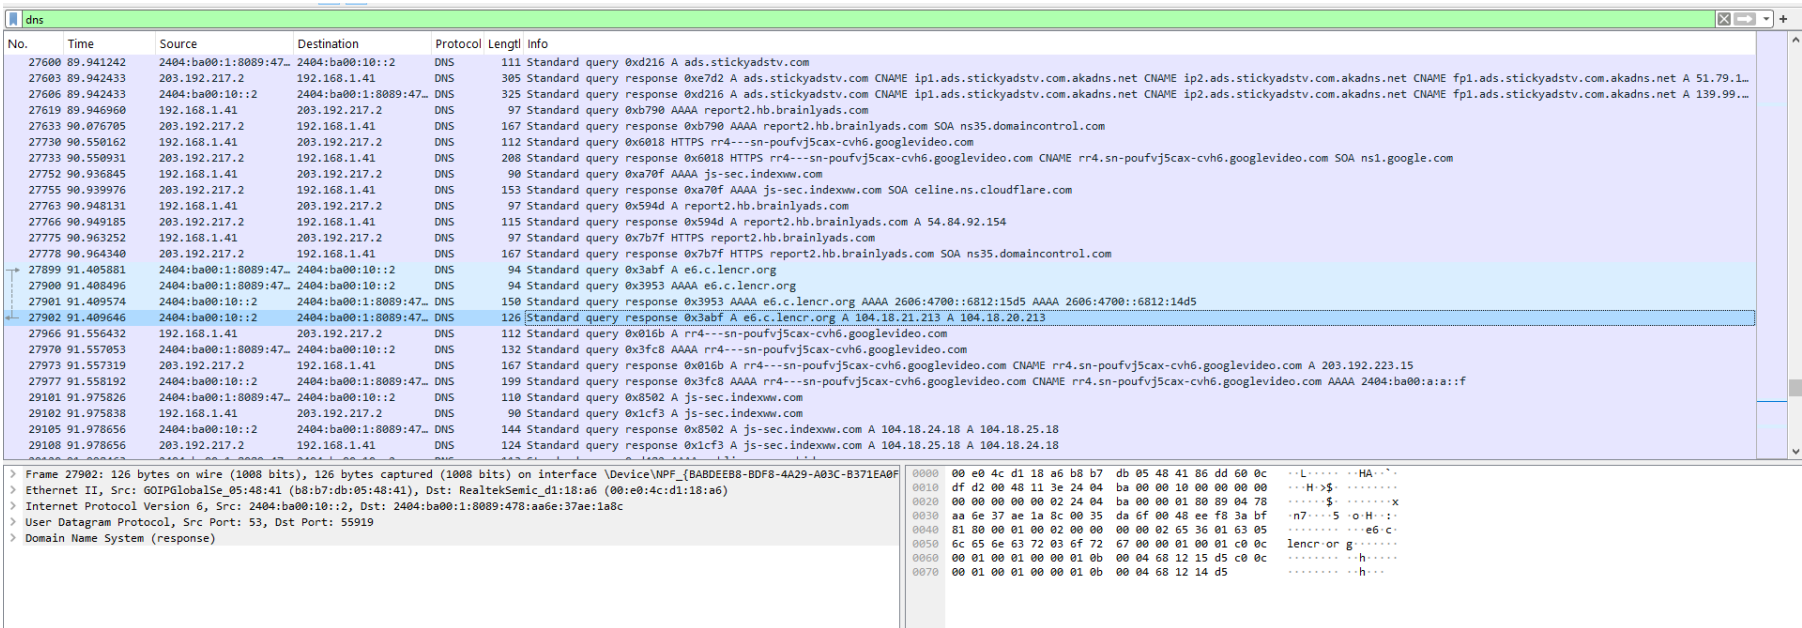 dns
No. Time Source Destination Protocol Lengtl Info
27600 89.941242 2404:ba00:1:8089:47… 2404:ba00:10::2 DNS 111 Standard query 0xd216 A ads.stickyadstv.com
27603 89.942433 203.192.217.2 192.168.1.41 DNS 305 Standard query response 0xe7d2 A ads.stickyadstv.com CNAME ip1.ads.stickyadstv.com.akadns.net CNAME ip2.ads.stickyadstv.com.akadns.net CNAME fp1.ads.stickyadstv.com.akadns.net A 51.79.1…
27606 89.942433 2404:ba00:10::2 2404:ba00:1:8089:47… DNS 325 Standard query response 0xd216 A ads.stickyadstv.com CNAME ip1.ads.stickyadstv.com.akadns.net CNAME ip2.ads.stickyadstv.com.akadns.net CNAME fp1.ads.stickyadstv.com.akadns.net A 139.99.…
27619 89.946960 192.168.1.41 203.192.217.2 DNS 97 Standard query 0xb790 AAAA report2.hb.brainlyads.com
27633 90.076705 203.192.217.2 192.168.1.41 DNS 167 Standard query response 0xb790 AAAA report2.hb.brainlyads.com SOA ns35.domaincontrol.com
27730 90.550162 192.168.1.41 203.192.217.2 DNS 112 Standard query 0x6018 HTTPS rr4---sn-poufvj5cax-cvh6.googlevideo.com
27733 90.550931 203.192.217.2 192.168.1.41 DNS 208 Standard query response 0x6018 HTTPS rr4---sn-poufvj5cax-cvh6.googlevideo.com CNAME rr4.sn-poufvj5cax-cvh6.googlevideo.com SOA ns1.google.com
27752 90.936845 192.168.1.41 203.192.217.2 DNS 90 Standard query 0xa70f AAAA js-sec.indexww.com
27755 90.939976 203.192.217.2 192.168.1.41 DNS 153 Standard query response 0xa70f AAAA js-sec.indexww.com SOA celine.ns.cloudflare.com
27763 90.948131 192.168.1.41 203.192.217.2 DNS 97 Standard query 0x594d A report2.hb.brainlyads.com
27766 90.949185 203.192.217.2 192.168.1.41 DNS 115 Standard query response 0x594d A report2.hb.brainlyads.com A 54.84.92.154
27775 90.963252 192.168.1.41 203.192.217.2 DNS 97 Standard query 0x7b7f HTTPS report2.hb.brainlyads.com
27778 90.964340 203.192.217.2 192.168.1.41 DNS 167 Standard query response 0x7b7f HTTPS report2.hb.brainlyads.com SOA ns35.domaincontrol.com
27899 91.405881 2404:ba00:1:8089:47… 2404:ba00:10::2 DNS 94 Standard query 0x3abf A e6.c.lencr.org
27900 91.408496 2404:ba00:1:8089:47… 2404:ba00:10::2 DNS 94 Standard query 0x3953 AAAA e6.c.lencr.org
27901 91.409574 2404:ba00:10::2 2404:ba00:1:8089:47… DNS 150 Standard query response 0x3953 AAAA e6.c.lencr.org AAAA 2606:4700::6812:15d5 AAAA 2606:4700::6812:14d5
27902 91.409646 2404:ba00:10::2 2404:ba00:1:8089:47… DNS 126 Standard query response 0x3abf A e6.c.lencr.org A 104.18.21.213 A 104.18.20.213
27966 91.556432 192.168.1.41 203.192.217.2 DNS 112 Standard query 0x016b A rr4---sn-poufvj5cax-cvh6.googlevideo.com
27970 91.557053 2404:ba00:1:8089:47… 2404:ba00:10::2 DNS 132 Standard query 0x3fc8 AAAA rr4---sn-poufvj5cax-cvh6.googlevideo.com
27973 91.557319 203.192.217.2 192.168.1.41 DNS 167 Standard query response 0x016b A rr4---sn-poufvj5cax-cvh6.googlevideo.com CNAME rr4.sn-poufvj5cax-cvh6.googlevideo.com A 203.192.223.15
27977 91.558192 2404:ba00:10::2 2404:ba00:1:8089:47… DNS 199 Standard query response 0x3fc8 AAAA rr4---sn-poufvj5cax-cvh6.googlevideo.com CNAME rr4.sn-poufvj5cax-cvh6.googlevideo.com AAAA 2404:ba00:a:a::f
29101 91.975826 2404:ba00:1:8089:47… 2404:ba00:10::2 DNS 110 Standard query 0x8502 A js-sec.indexww.com
29102 91.975838 192.168.1.41 203.192.217.2 DNS 90 Standard query 0x1cf3 A js-sec.indexww.com
29105 91.978656 2404:ba00:10::2 2404:ba00:1:8089:47… DNS 144 Standard query response 0x8502 A js-sec.indexww.com A 104.18.24.18 A 104.18.25.18
29108 91.978656 203.192.217.2 192.168.1.41 DNS 124 Standard query response 0x1cf3 A js-sec.indexww.com A 104.18.25.18 A 104.18.24.18
Frame 27902: 126 bytes on wire (1008 bits), 126 bytes captured (1008 bits) on interface \Device\NPF_{BABDEEB8-BDF8-4A29-A03C-B371EA0F
Ethernet II, Src: GOIPGlobalSe_05:48:41 (b8:b7:db:05:48:41), Dst: RealtekSemic_d1:18:a6 (00:e0:4c:d1:18:a6)
Internet Protocol Version 6, Src: 2404:ba00:10::2, Dst: 2404:ba00:1:8089:478:aa6e:37ae:1a8c
User Datagram Protocol, Src Port: 53, Dst Port: 55919
Domain Name System (response)
0000 00 e0 4c d1 18 a6 b8 b7 db 05 48 41 86 dd 60 0c ··L····· ··HA··`·
0010 df d2 00 48 11 3e 24 04 ba 00 00 10 00 00 00 00 ···H·>$· ········
0020 00 00 00 00 00 02 24 04 ba 00 00 01 80 89 04 78 ······$· ·······x
0030 aa 6e 37 ae 1a 8c 00 35 da 6f 00 48 ee f8 3a bf ·n7····5 ·o·H··:·
0040 81 80 00 01 00 02 00 00 00 00 02 65 36 01 63 05 ········ ···e6·c·
0050 6c 65 6e 63 72 03 6f 72 67 00 00 01 00 01 c0 0c lencr·or g·······
0060 00 01 00 01 00 00 01 0b 00 04 68 12 15 d5 c0 0c ········ ··h·····
0070 00 01 00 01 00 00 01 0b 00 04 68 12 14 d5 ········ ··h···